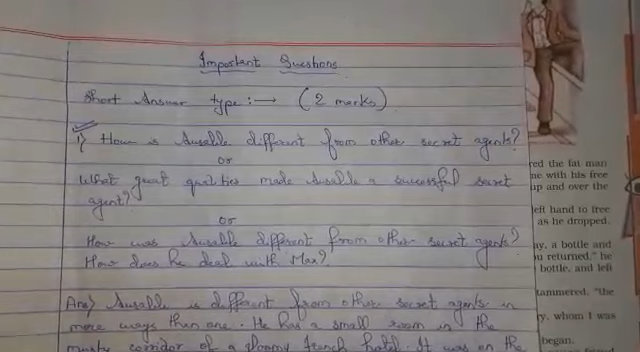 Important Questions
Short Answer type :→ (2 marks)
1) How is Ausable different from other secret agents?
or
What great qualities made Ausable a successful secret
agent?
or
How was Ausable different from other secret agents?
How does he deal with Max?
Ans) Ausable is different from other secret agents in
more ways than one. He has a small room in the
musty corridor of a gloomy French hotel. It was on the
red the fat man
me with his free
up and over the
left hand to free
as he dropped.
ay, a bottle and
u returned," he
bottle, and left
tammered, "the
ry, whom I was
began.